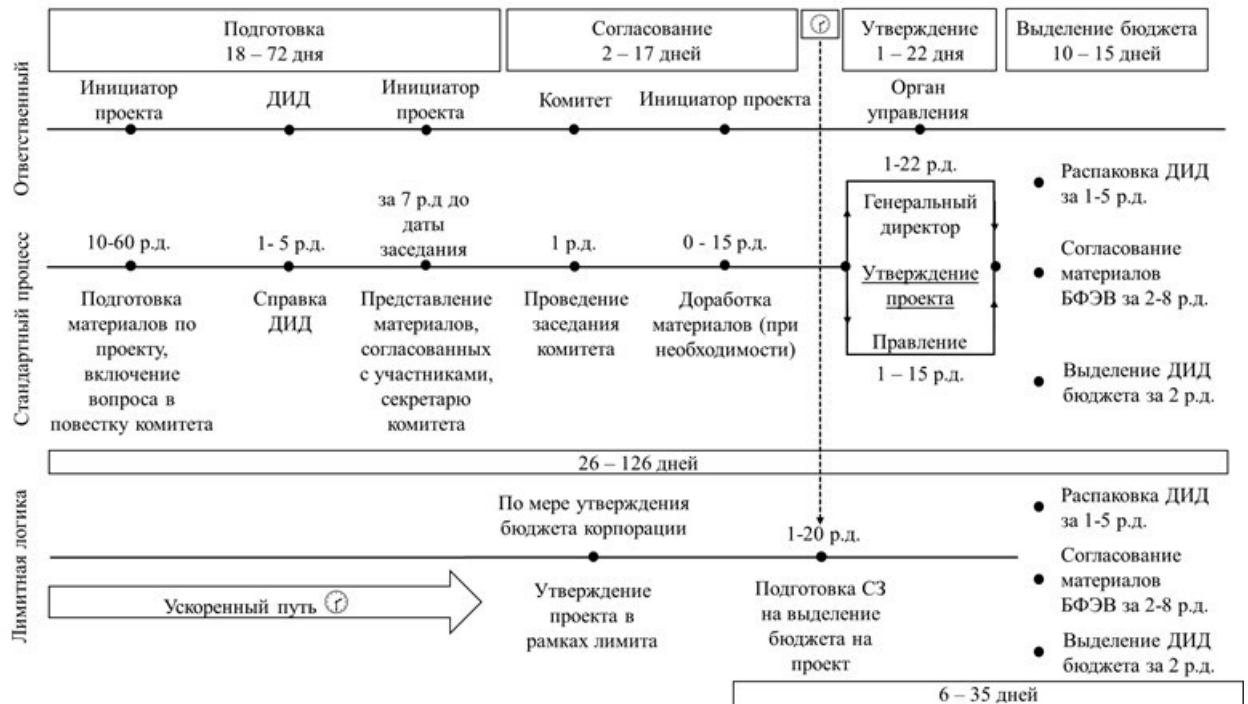 Подготовка
18 – 72 дня
Согласование
2 – 17 дней
Утверждение
1 – 22 дня
Выделение бюджета
10 – 15 дней
Ответственный
Инициатор
проекта
ДИД
Инициатор
проекта
Комитет
Инициатор проекта
Орган
управления
Стандартный процесс
10-60 р.д.
Подготовка
материалов по
проекту,
включение
вопроса в
повестку комитета
1- 5 р.д.
Справка
ДИД
за 7 р.д до
даты
заседания
Представление
материалов,
согласованных
с участниками,
секретарю
комитета
1 р.д.
Проведение
заседания
комитета
0 - 15 р.д.
Доработка
материалов (при
необходимости)
1-22 р.д.
Генеральный
директор
Утверждение
проекта
Правление
1 – 15 р.д.
Распаковка ДИД
за 1-5 р.д.
Согласование
материалов
БФЭВ за 2-8 р.д.
Выделение ДИД
бюджета за 2 р.д.
26 – 126 дней
Лимитная логика
Ускоренный путь
По мере утверждения
бюджета корпорации
Утверждение
проекта в
рамках лимита
1-20 р.д.
Подготовка СЗ
на выделение
бюджета на
проект
Распаковка ДИД
за 1-5 р.д.
Согласование
материалов
БФЭВ за 2-8 р.д.
Выделение ДИД
бюджета за 2 р.д.
6 – 35 дней